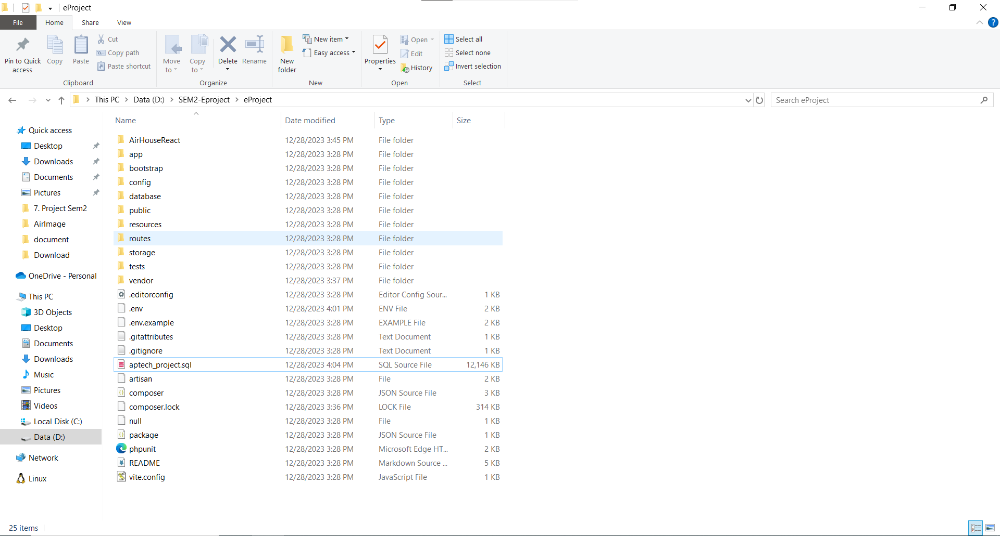 eProject
File Home Share View
Pin to Quick access
Copy
Paste
Cut
Copy path
Paste shortcut
Clipboard
Move to
Copy to
Delete
Rename
Organize
New folder
New item
Easy access
New
Properties
Open
Edit
History
Open
Select all
Select none
Invert selection
Select
This PC > Data (D:) > SEM2-Eproject > eProject
Search eProject
Quick access
Desktop
Downloads
Documents
Pictures
7. Project Sem2
AirImage
document
Download
OneDrive - Personal
This PC
3D Objects
Desktop
Documents
Downloads
Music
Pictures
Videos
Local Disk (C:)
Data (D:)
Network
Linux
Name Date modified Type Size
AirHouseReact 12/28/2023 3:45 PM File folder
app 12/28/2023 3:28 PM File folder
bootstrap 12/28/2023 3:28 PM File folder
config 12/28/2023 3:28 PM File folder
database 12/28/2023 3:28 PM File folder
public 12/28/2023 3:28 PM File folder
resources 12/28/2023 3:28 PM File folder
routes 12/28/2023 3:28 PM File folder
storage 12/28/2023 3:28 PM File folder
tests 12/28/2023 3:28 PM File folder
vendor 12/28/2023 3:37 PM File folder
.editorconfig 12/28/2023 3:28 PM Editor Config Sour... 1 KB
.env 12/28/2023 4:01 PM ENV File 2 KB
.env.example 12/28/2023 3:28 PM EXAMPLE File 2 KB
.gitattributes 12/28/2023 3:28 PM Text Document 1 KB
.gitignore 12/28/2023 3:28 PM Text Document 1 KB
aptech_project.sql 12/28/2023 4:04 PM SQL Source File 12,146 KB
artisan 12/28/2023 3:28 PM File 2 KB
composer 12/28/2023 3:28 PM JSON Source File 3 KB
composer.lock 12/28/2023 3:36 PM LOCK File 314 KB
null 12/28/2023 3:28 PM File 1 KB
package 12/28/2023 3:28 PM JSON Source File 1 KB
phpunit 12/28/2023 3:28 PM Microsoft Edge HT... 2 KB
README 12/28/2023 3:28 PM Markdown Source ... 5 KB
vite.config 12/28/2023 3:28 PM JavaScript File 1 KB
25 items